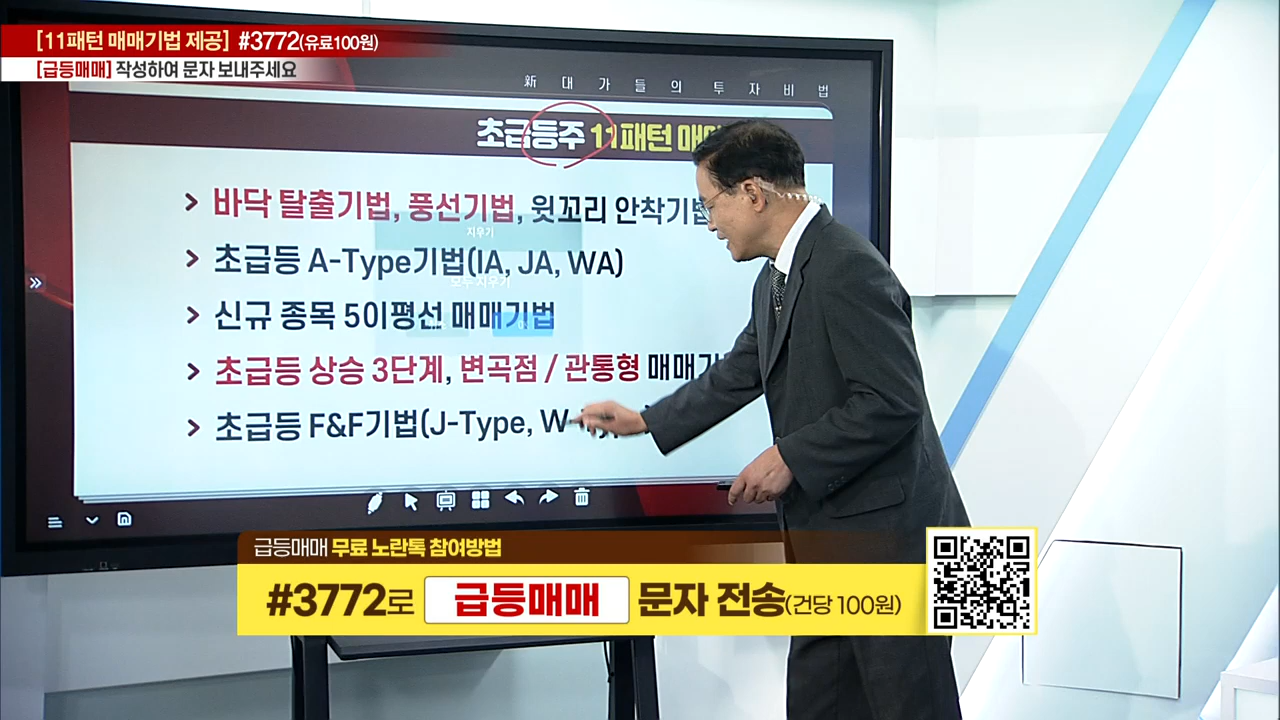 [11패턴 매매기법 제공] #3772(유료100원)
[급등매매] 작성하여 문자 보내주세요
新대가들의 투자비법
초급등주 11패턴
바닥 탈출기법, 풍선기법, 윗꼬리 안착기법
지우기
초급등 A-Type기법(IA, JA, WA)
모두 지우기
신규 종목 5이평선 매매기법
초급등 상승 3단계, 변곡점 / 관통형 매매
초급등 F&F기법(J-Type,
급등매매 무료 노란톡 참여방법
#3772로 급등매매 문자 전송(건당 100원)